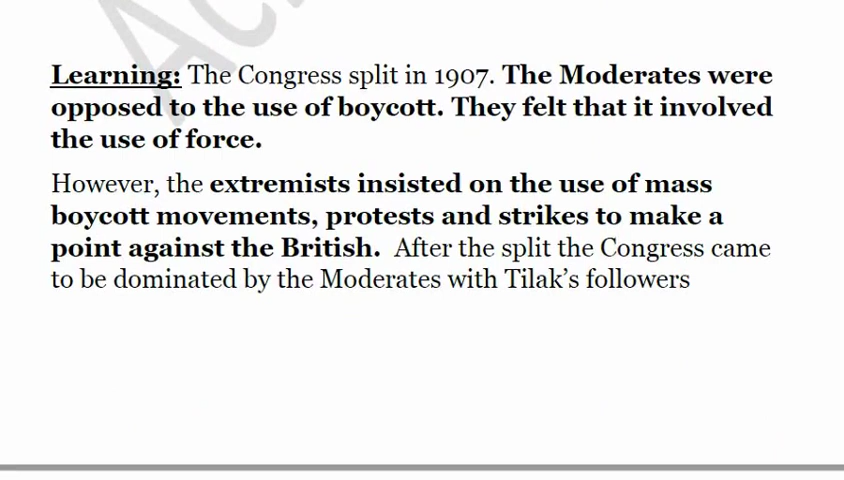 Learning: The Congress split in 1907. The Moderates were
opposed to the use of boycott. They felt that it involved
the use of force.
However, the extremists insisted on the use of mass
boycott movements, protests and strikes to make a
point against the British. After the split the Congress came
to be dominated by the Moderates with Tilak’s followers